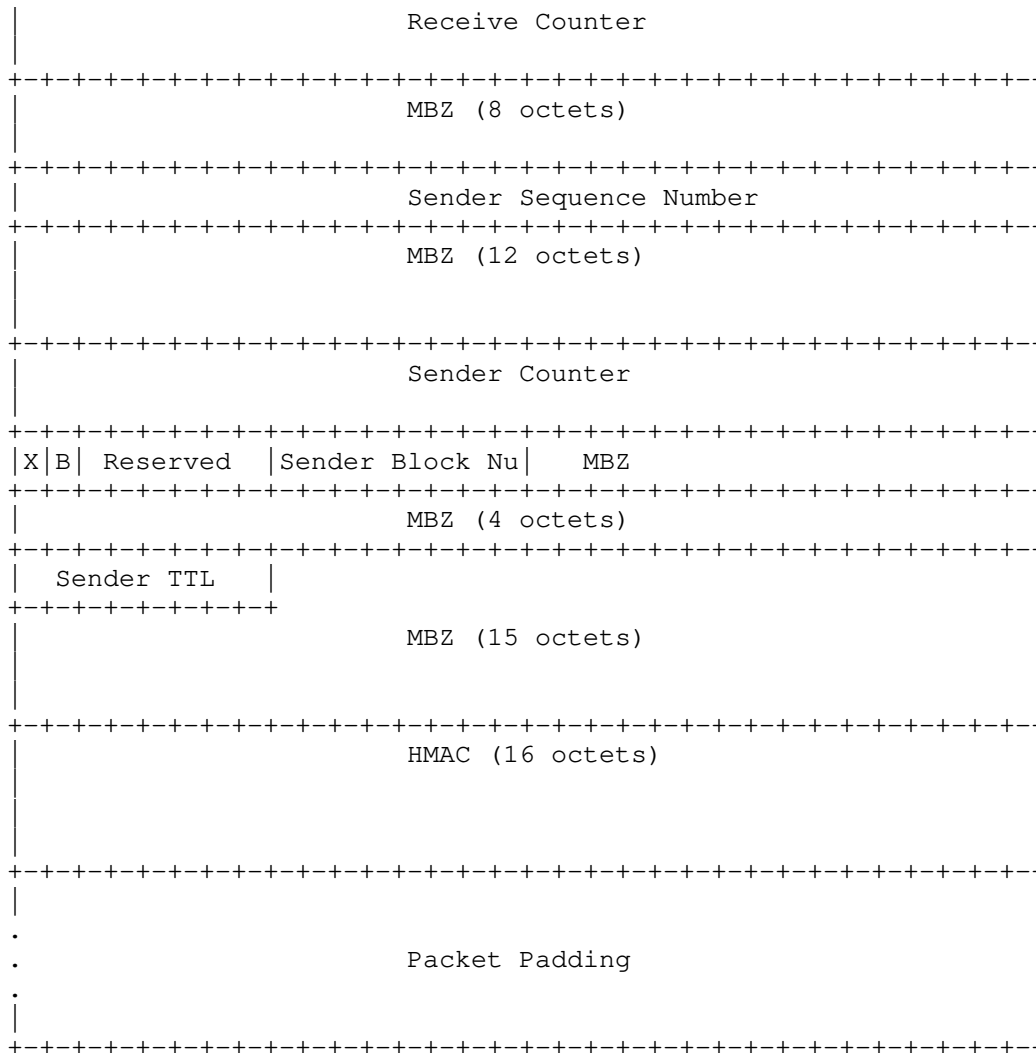 |                       Receive Counter
|
+-+-+-+-+-+-+-+-+-+-+-+-+-+-+-+-+-+-+-+-+-+-+-+-+-+-+-+-+-+-+-+-+-
|                       MBZ (8 octets)
|
+-+-+-+-+-+-+-+-+-+-+-+-+-+-+-+-+-+-+-+-+-+-+-+-+-+-+-+-+-+-+-+-+-
|                       Sender Sequence Number
+-+-+-+-+-+-+-+-+-+-+-+-+-+-+-+-+-+-+-+-+-+-+-+-+-+-+-+-+-+-+-+-+-
|                       MBZ (12 octets)
|
|
+-+-+-+-+-+-+-+-+-+-+-+-+-+-+-+-+-+-+-+-+-+-+-+-+-+-+-+-+-+-+-+-+-
|                       Sender Counter
|
+-+-+-+-+-+-+-+-+-+-+-+-+-+-+-+-+-+-+-+-+-+-+-+-+-+-+-+-+-+-+-+-+-
|X|B| Reserved  |Sender Block Nu|   MBZ
+-+-+-+-+-+-+-+-+-+-+-+-+-+-+-+-+-+-+-+-+-+-+-+-+-+-+-+-+-+-+-+-+-
|                       MBZ (4 octets)
+-+-+-+-+-+-+-+-+-+-+-+-+-+-+-+-+-+-+-+-+-+-+-+-+-+-+-+-+-+-+-+-+-
|  Sender TTL   |
+-+-+-+-+-+-+-+-+
|                       MBZ (15 octets)
|
|
+-+-+-+-+-+-+-+-+-+-+-+-+-+-+-+-+-+-+-+-+-+-+-+-+-+-+-+-+-+-+-+-+-
|                       HMAC (16 octets)
|
|
|
+-+-+-+-+-+-+-+-+-+-+-+-+-+-+-+-+-+-+-+-+-+-+-+-+-+-+-+-+-+-+-+-+-
|
.
.                       Packet Padding
.
|
+-+-+-+-+-+-+-+-+-+-+-+-+-+-+-+-+-+-+-+-+-+-+-+-+-+-+-+-+-+-+-+-+-